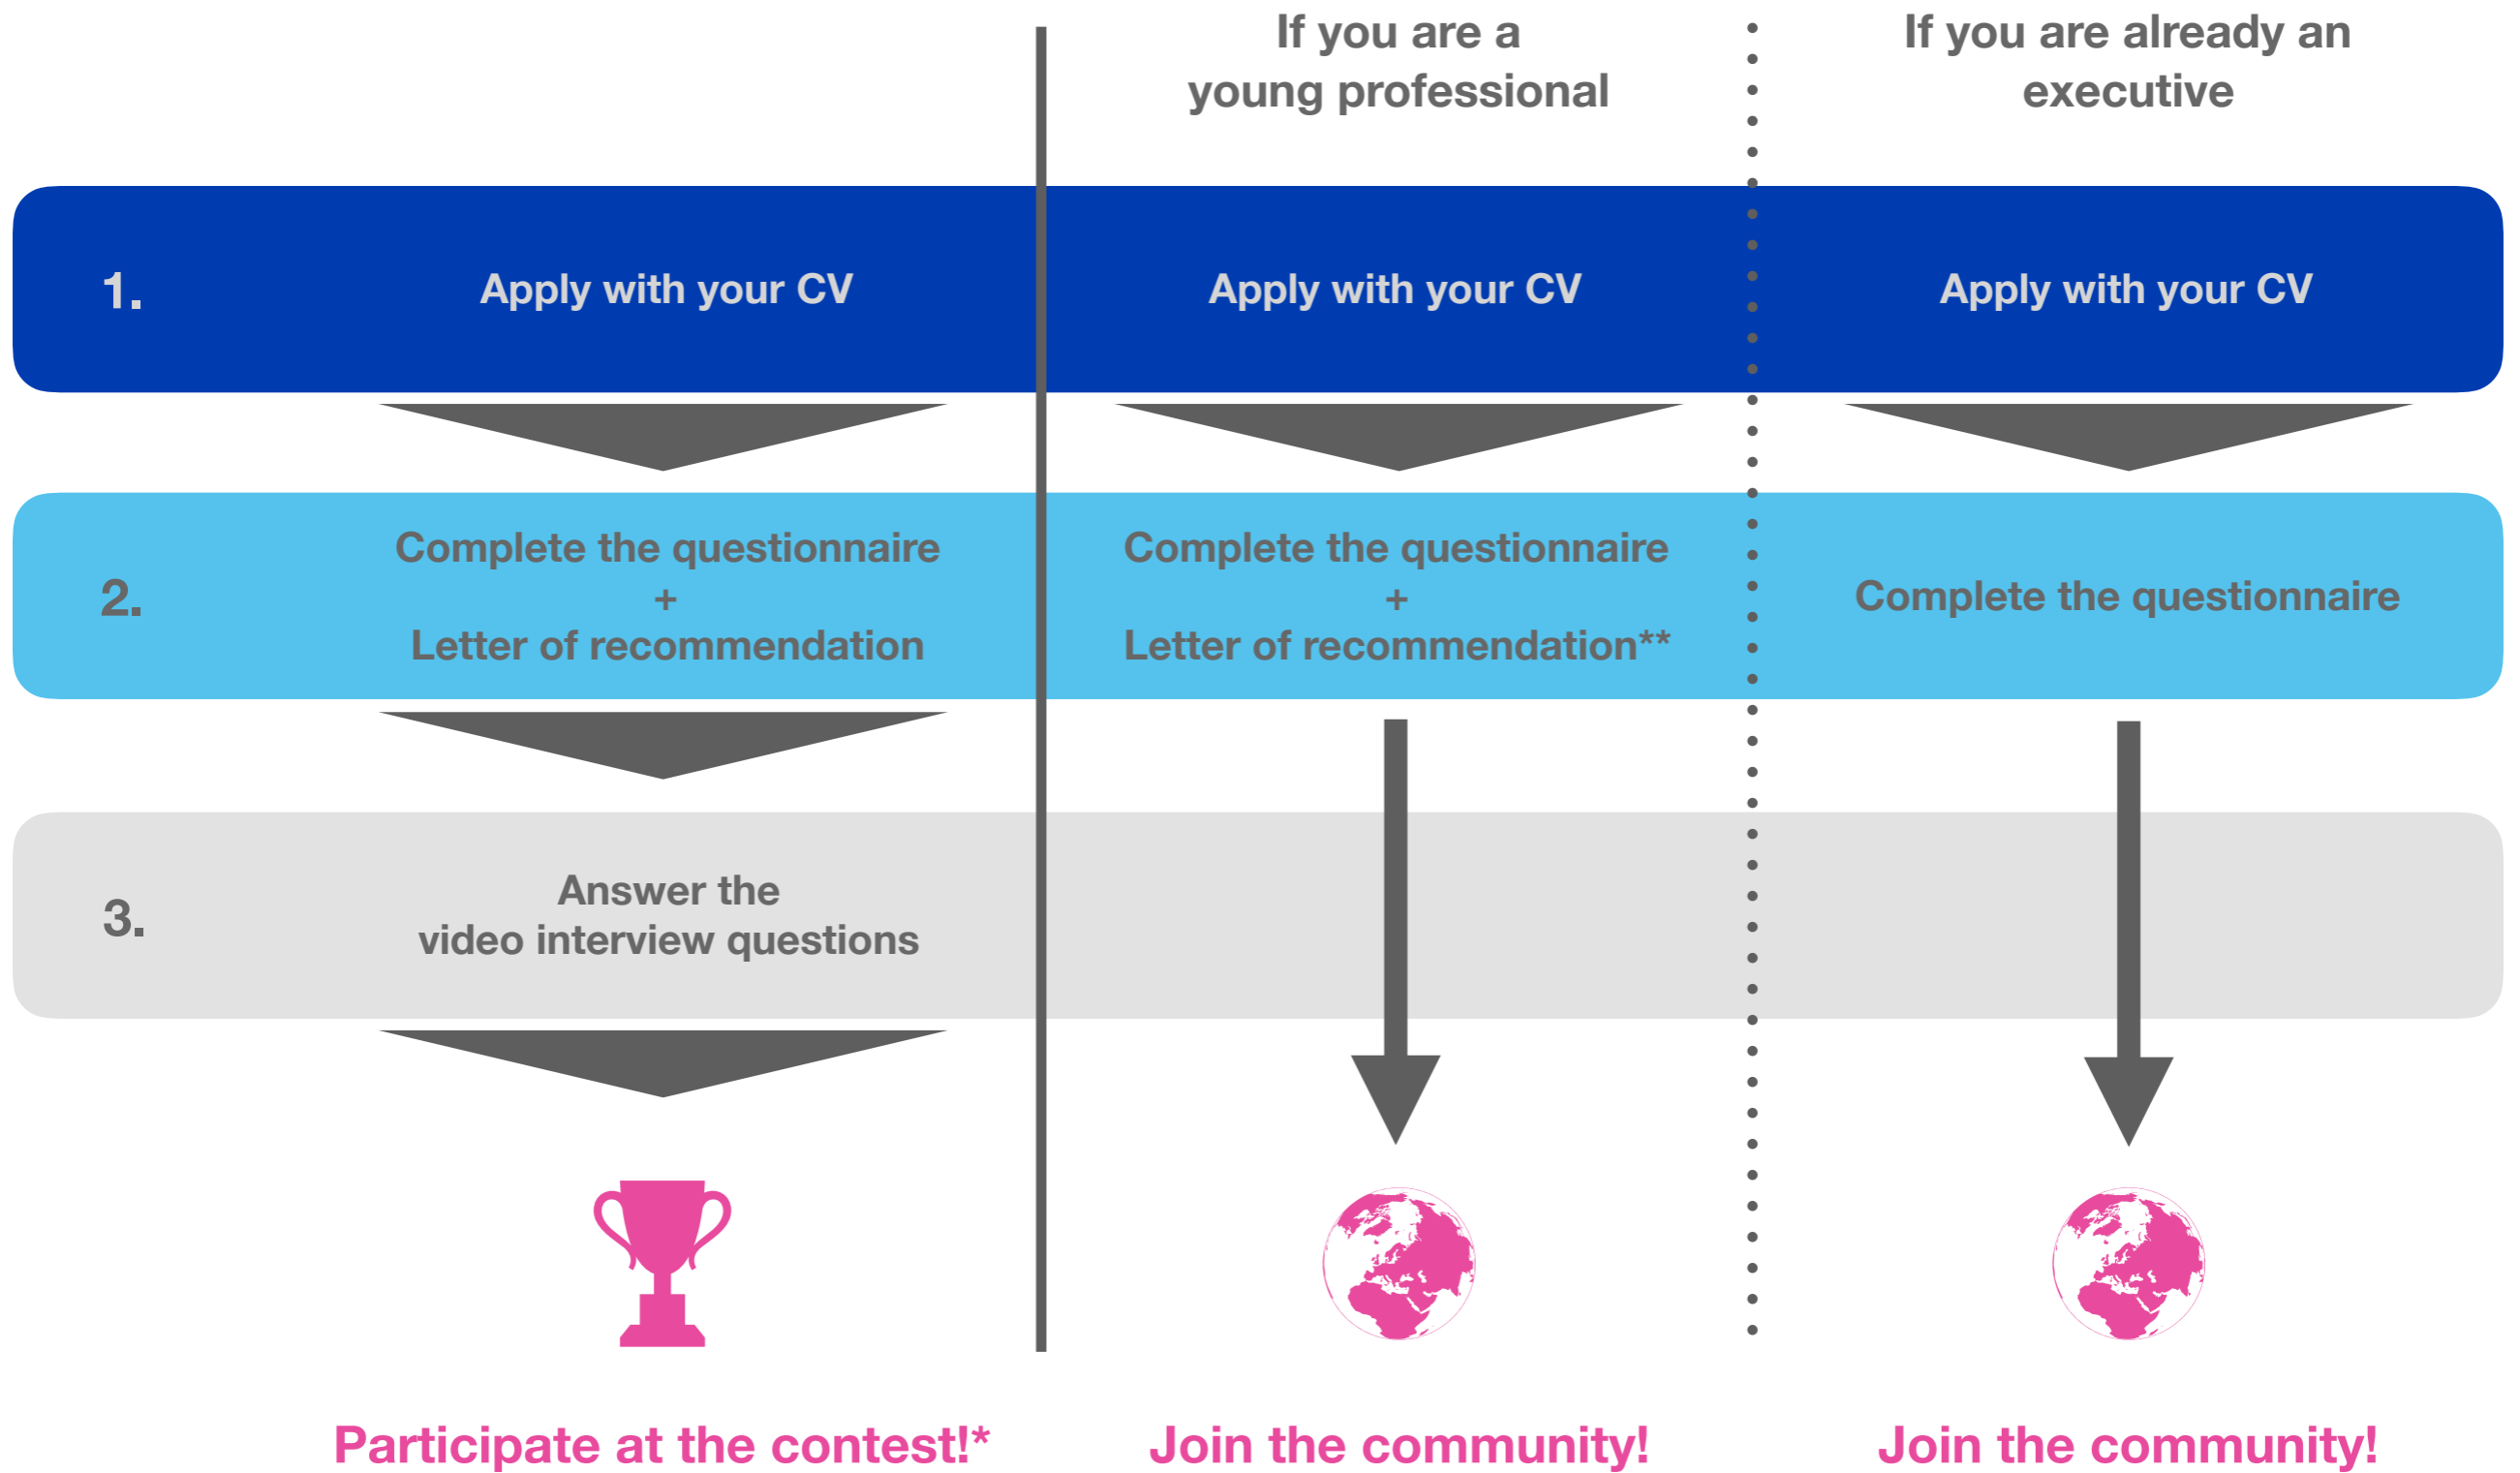 If you are a
young professional
If you are already an
executive
1.
Apply with your CV
Apply with your CV
Apply with your CV
2.
Complete the questionnaire
+
Letter of recommendation
Complete the questionnaire
+
Letter of recommendation**
Complete the questionnaire
3.
Answer the
video interview questions
Participate at the contest!*
Join the community!
Join the community!